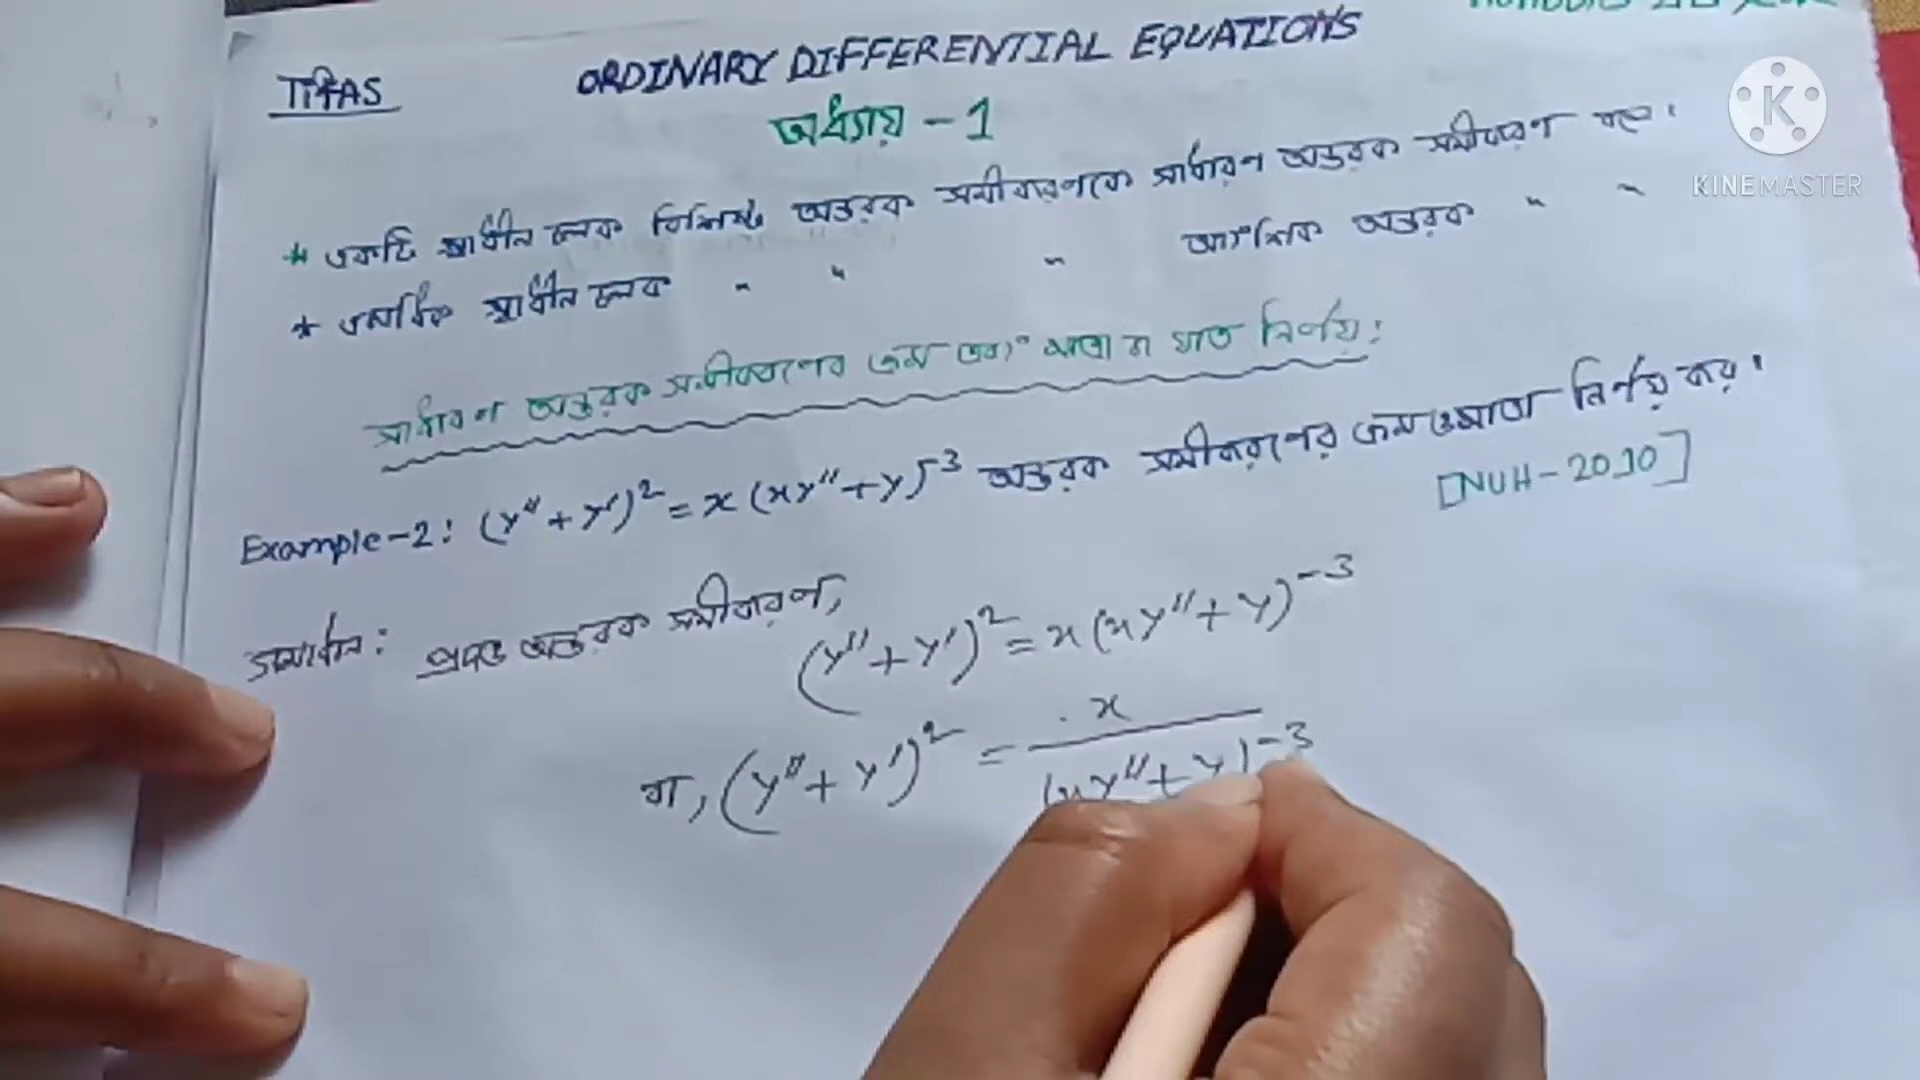 ORDINARY DIFFERENTIAL EQUATIONS
অধ্যায় - 1
KINEMASTER
* একটি স্বাধীন চলক বিশিষ্ট অন্তরক সমীকরণকে সাধারণ অন্তরক সমীকরণ বলে।
* একাধিক স্বাধীন চলক " " " আংশিক অন্তরক " "
সাধারণ অন্তরক সমীকরণের ক্রম এবং মাত্রা বা ঘাত নির্ণয়:
Example-2: (y″+y′)² = x(xy″+y)⁻³ অন্তরক সমীকরণের ক্রম ও মাত্রা নির্ণয় কর।
[NUH-2010]
সমাধান: প্রদত্ত অন্তরক সমীকরণ,
(y″+y′)² = x(xy″+y)⁻³
বা, (y″+y′)² = x / (xy″+y)⁻³